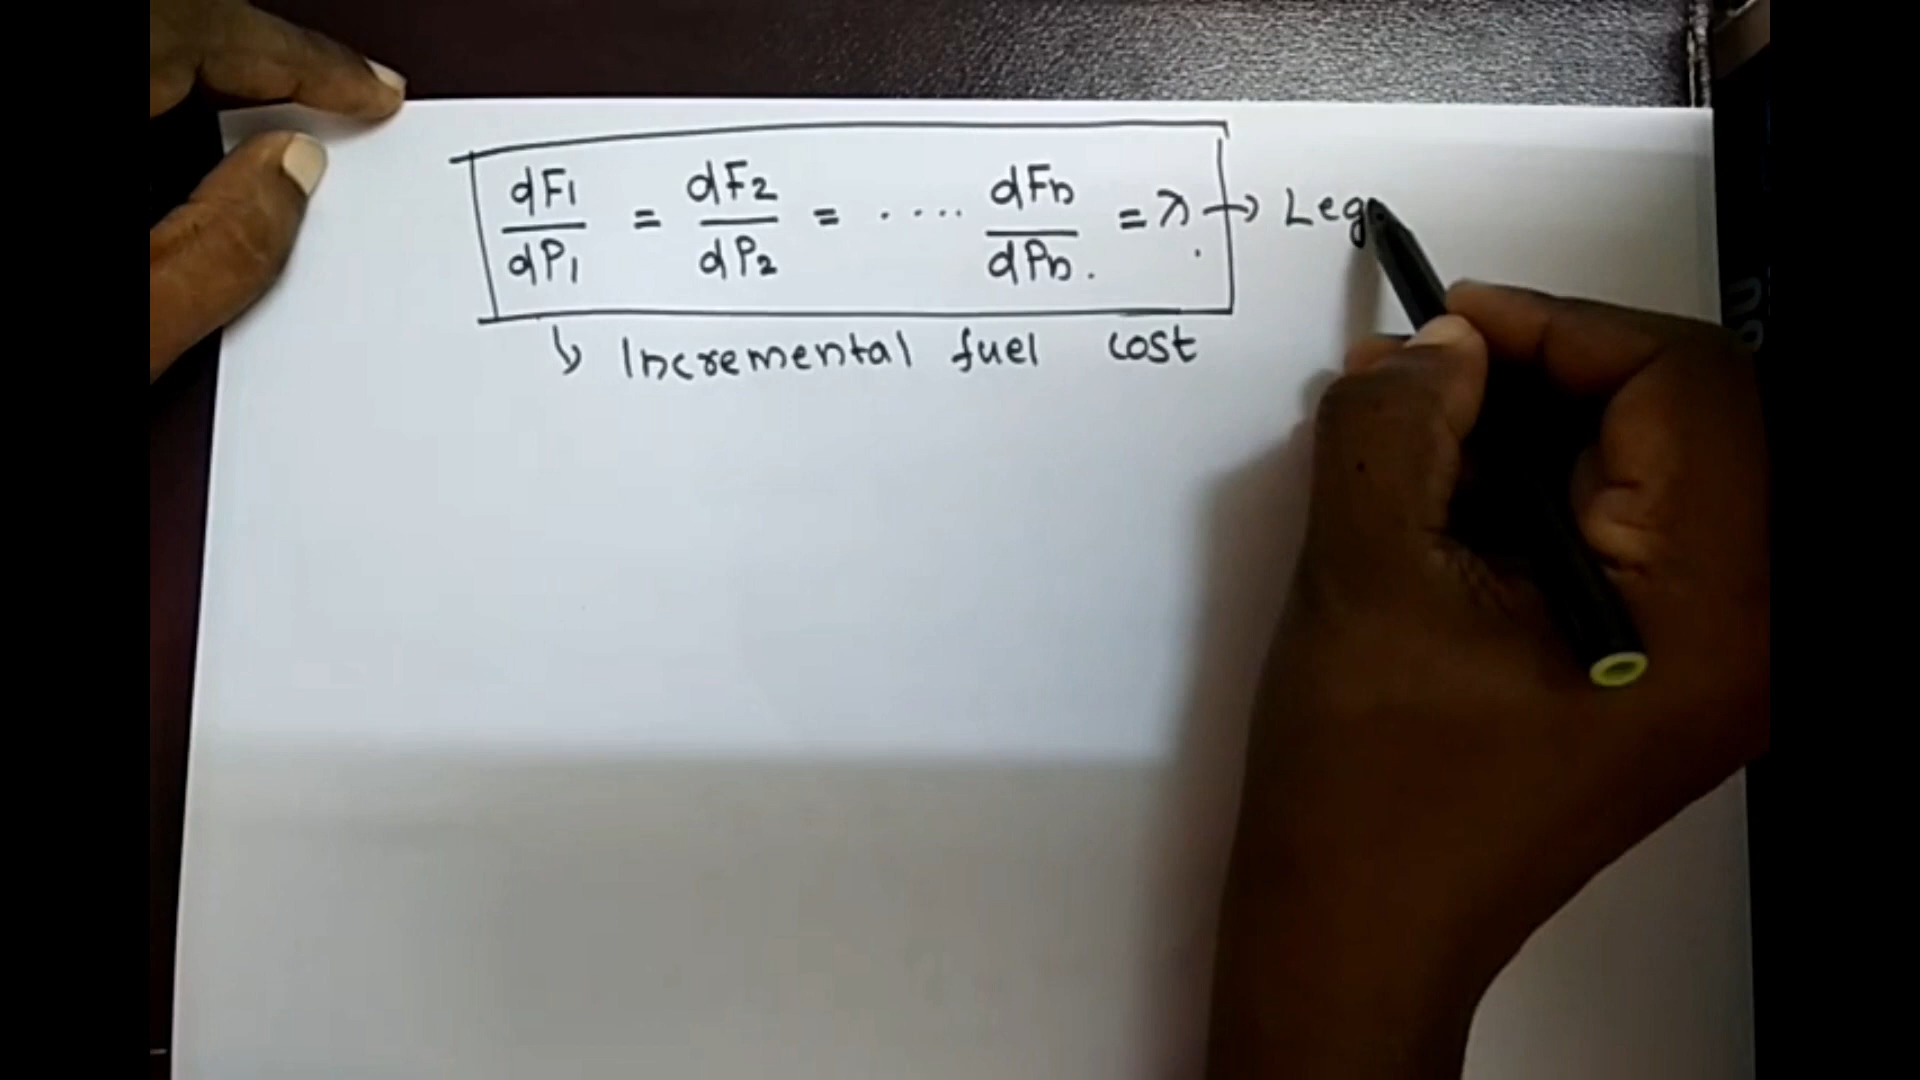 dF1/dP1 = dF2/dP2 = ..... dFn/dPn. = λ → Leg
↳ Incremental fuel cost